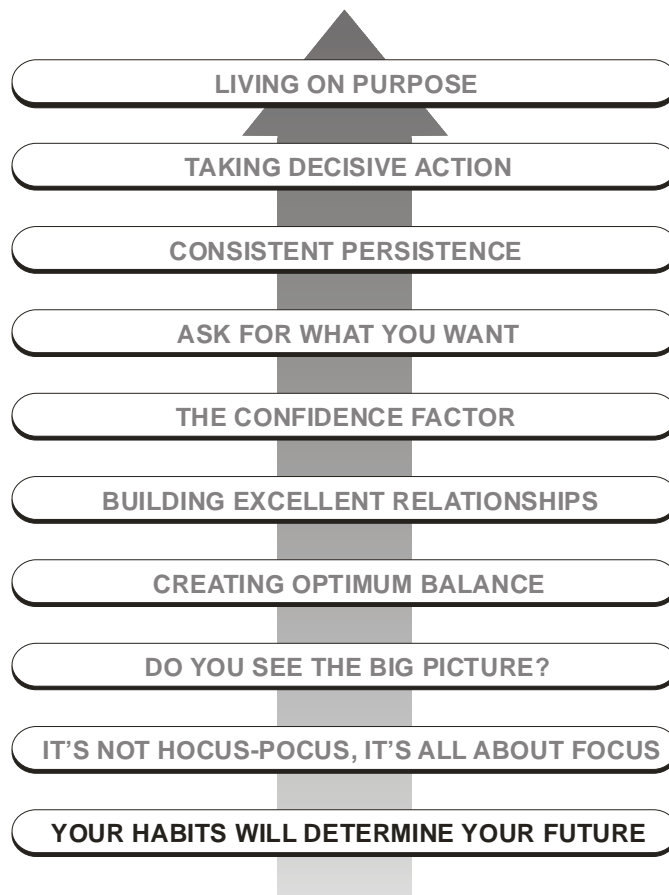 LIVING ON PURPOSE
TAKING DECISIVE ACTION
CONSISTENT PERSISTENCE
ASK FOR WHAT YOU WANT
THE CONFIDENCE FACTOR
BUILDING EXCELLENT RELATIONSHIPS
CREATING OPTIMUM BALANCE
DO YOU SEE THE BIG PICTURE?
IT’S NOT HOCUS-POCUS, IT’S ALL ABOUT FOCUS
YOUR HABITS WILL DETERMINE YOUR FUTURE